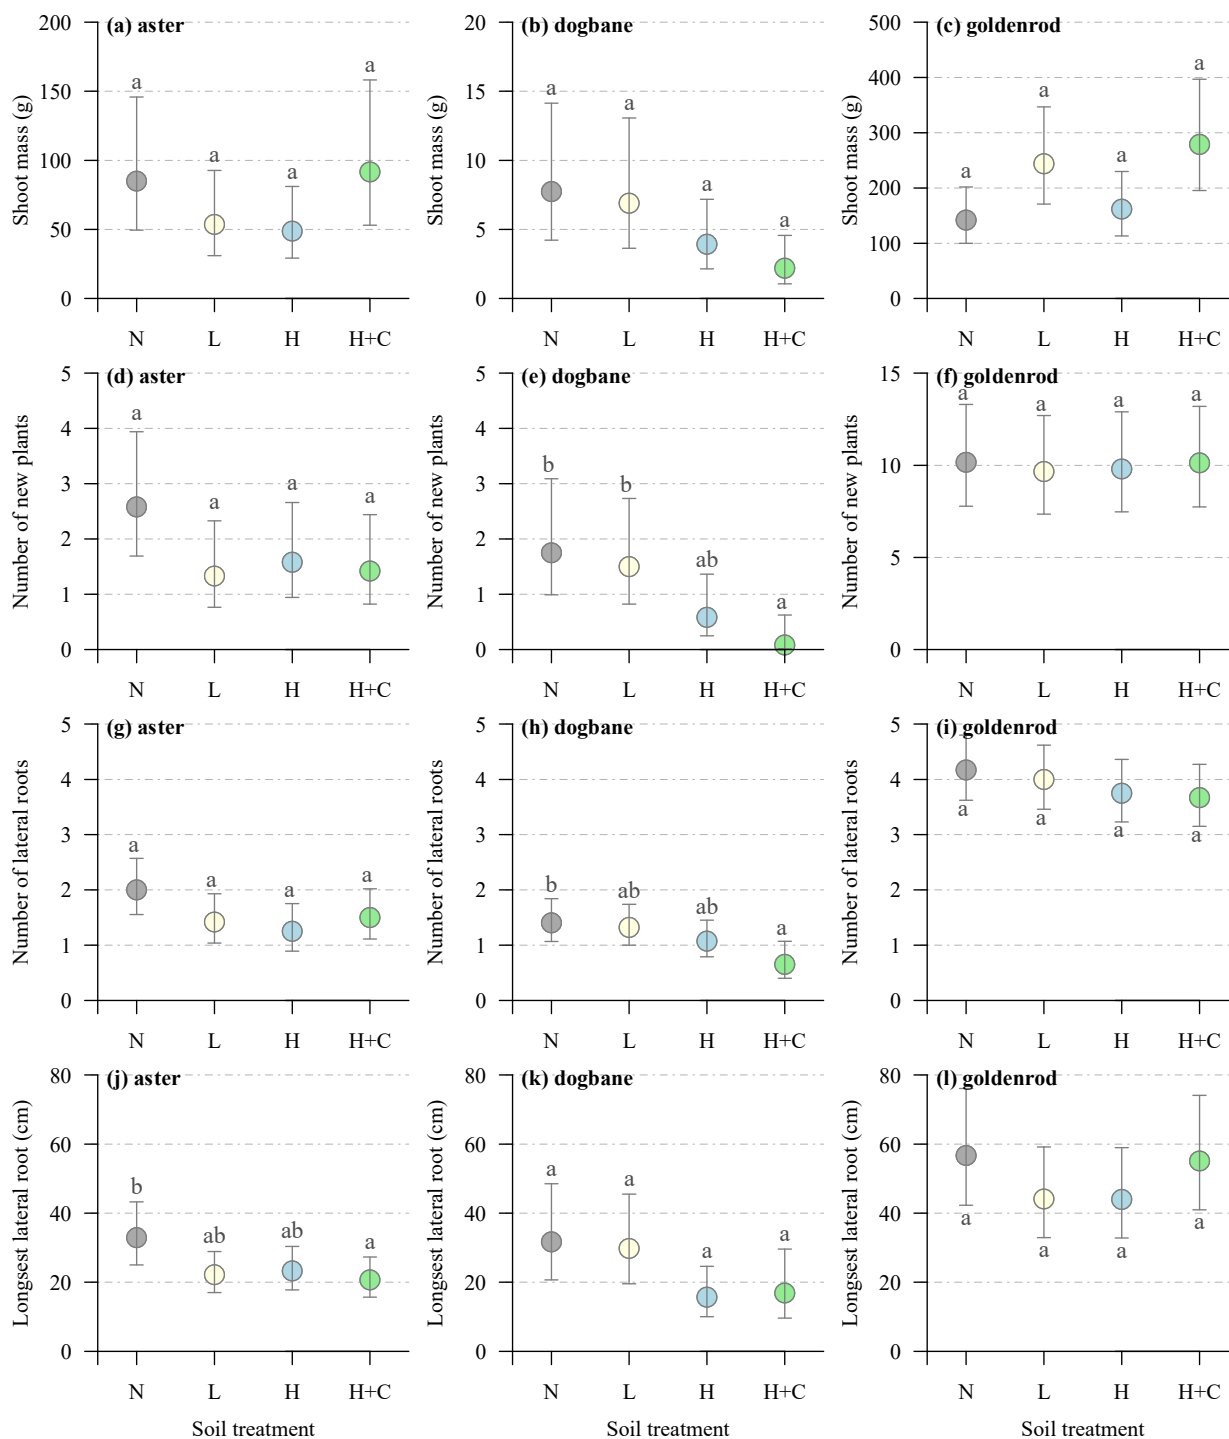 (a) aster
Shoot mass (g)
200
150
100
50
0
a
a
a
a
N
L
H
H+C
(b) dogbane
Shoot mass (g)
20
15
10
5
0
a
a
a
a
N
L
H
H+C
(c) goldenrod
Shoot mass (g)
500
400
300
200
100
0
a
a
a
a
N
L
H
H+C
(d) aster
Number of new plants
5
4
3
2
1
0
a
a
a
a
N
L
H
H+C
(e) dogbane
Number of new plants
5
4
3
2
1
0
b
b
ab
a
N
L
H
H+C
(f) goldenrod
Number of new plants
15
10
5
0
a
a
a
a
N
L
H
H+C
(g) aster
Number of lateral roots
5
4
3
2
1
0
a
a
a
a
N
L
H
H+C
(h) dogbane
Number of lateral roots
5
4
3
2
1
0
b
ab
ab
a
N
L
H
H+C
(i) goldenrod
Number of lateral roots
5
4
3
2
1
0
a
a
a
a
N
L
H
H+C
(j) aster
Longsest lateral root (cm)
80
60
40
20
0
b
ab
ab
a
N
L
H
H+C
Soil treatment
(k) dogbane
Longsest lateral root (cm)
80
60
40
20
0
a
a
a
a
N
L
H
H+C
Soil treatment
(l) goldenrod
Longsest lateral root (cm)
80
60
40
20
0
a
a
a
a
N
L
H
H+C
Soil treatment